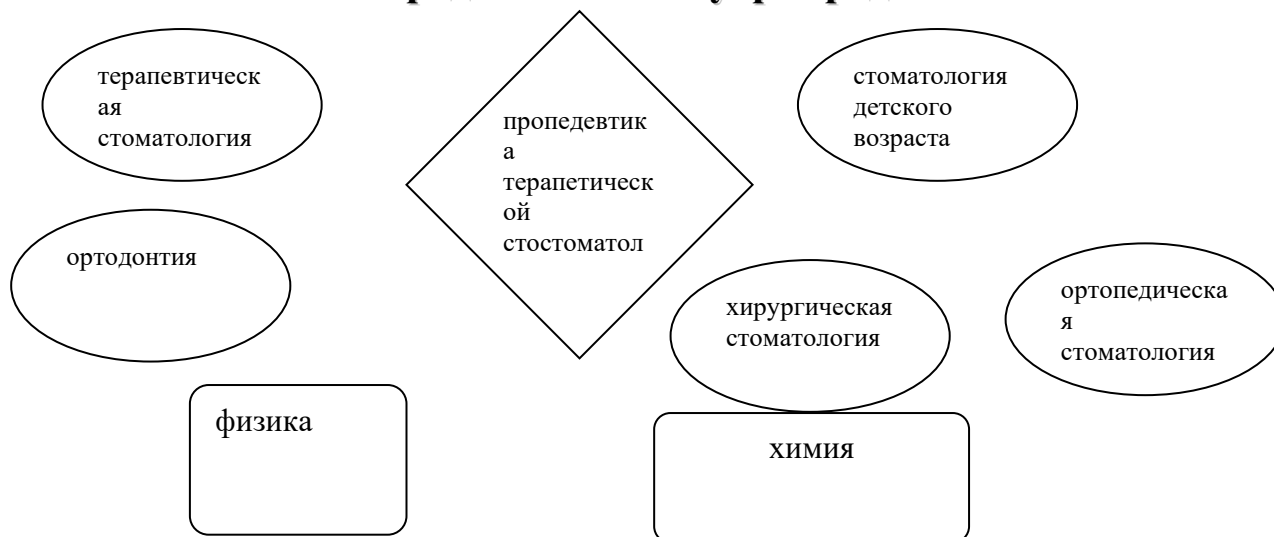 терапевтическ
ая
стоматология
пропедевтик
а
терапетическ
ой
стостоматол
стоматология
детского
возраста
ортодонтия
хирургическая
стоматология
ортопедическа
я
стоматология
физика
химия